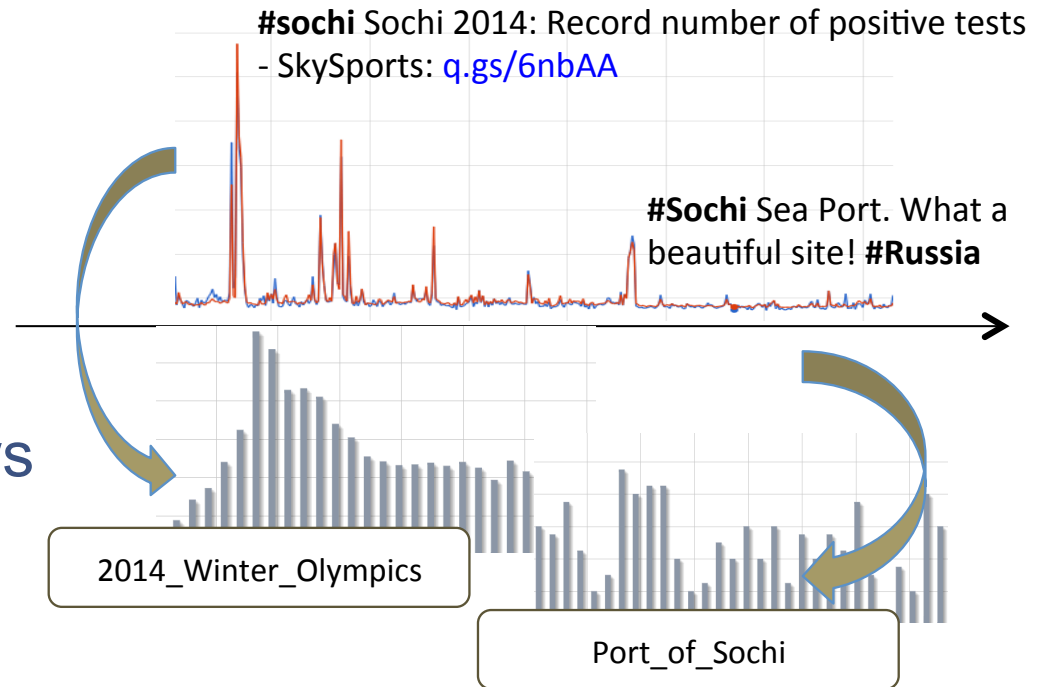 #sochi Sochi 2014: Record number of positive tests
- SkySports: q.gs/6nbAA
#Sochi Sea Port. What a
beautiful site! #Russia
2014_Winter_Olympics
Port_of_Sochi